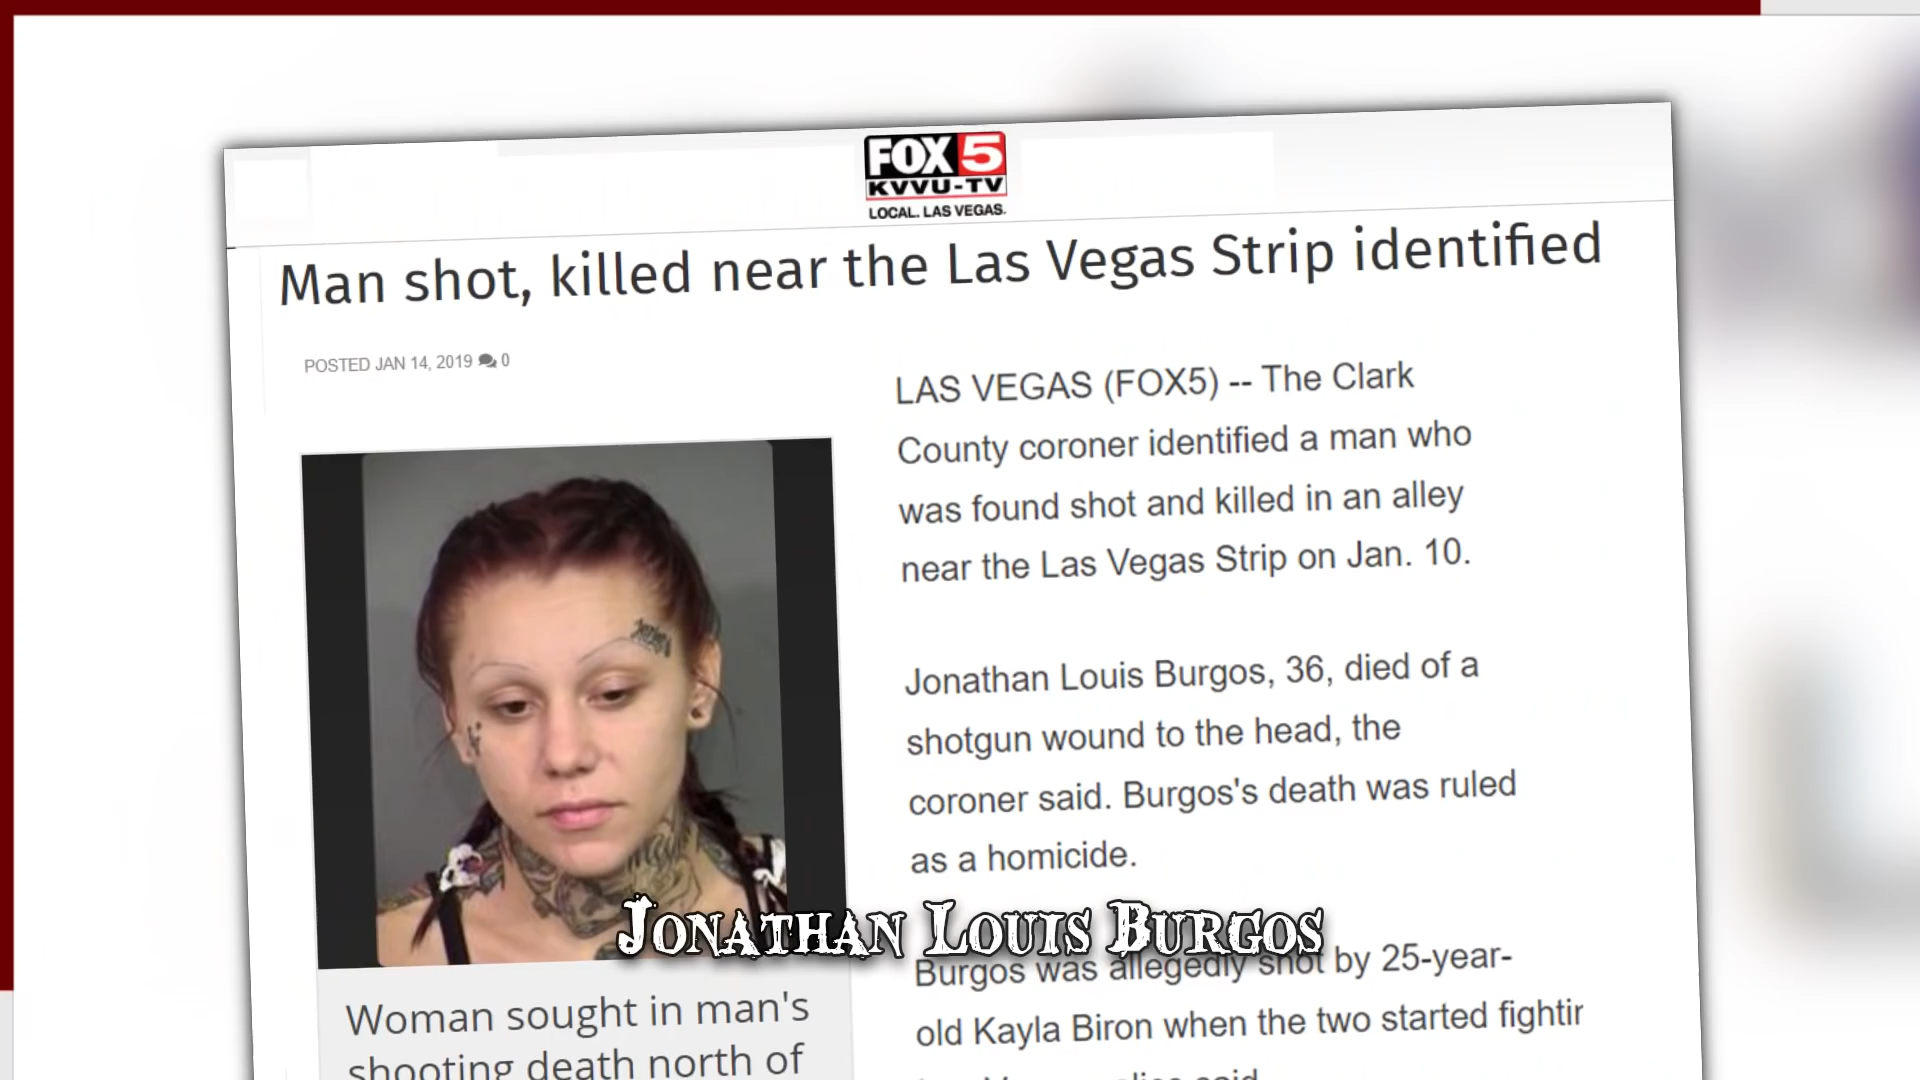 FOX 5
KVVU-TV
LOCAL. LAS VEGAS.
Man shot, killed near the Las Vegas Strip identified
POSTED JAN 14, 2019 0
LAS VEGAS (FOX5) -- The Clark
County coroner identified a man who
was found shot and killed in an alley
near the Las Vegas Strip on Jan. 10.
Jonathan Louis Burgos, 36, died of a
shotgun wound to the head, the
coroner said. Burgos's death was ruled
as a homicide.
Burgos was allegedly shot by 25-year-
old Kayla Biron when the two started fightin
Woman sought in man's
shooting death north of
Jonathan Louis Burgos